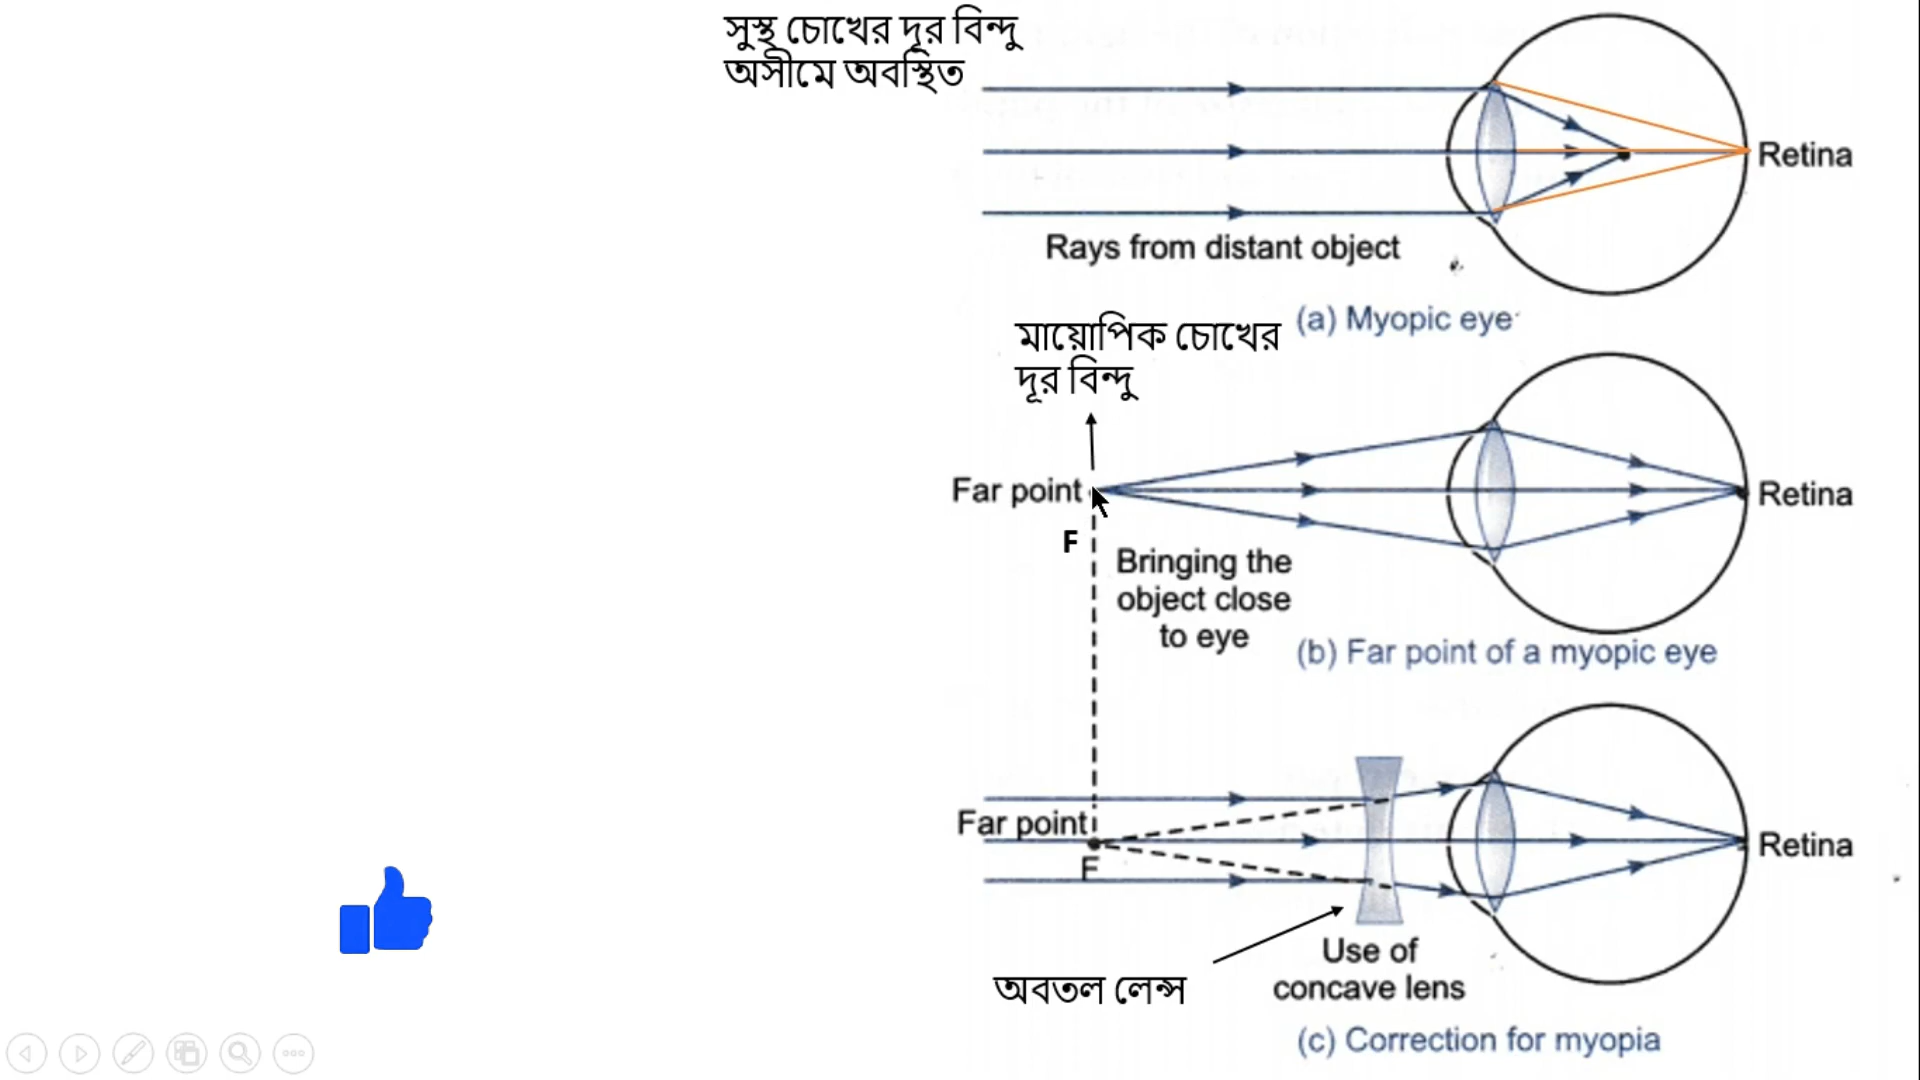 সুস্থ চোখের দূর বিন্দু
অসীমে অবস্থিত
Retina
Rays from distant object
(a) Myopic eye
মায়োপিক চোখের
দূর বিন্দু
Far point
Retina
F
Bringing the
object close
to eye
(b) Far point of a myopic eye
Far point
F
Retina
Use of
concave lens
অবতল লেন্স
(c) Correction for myopia